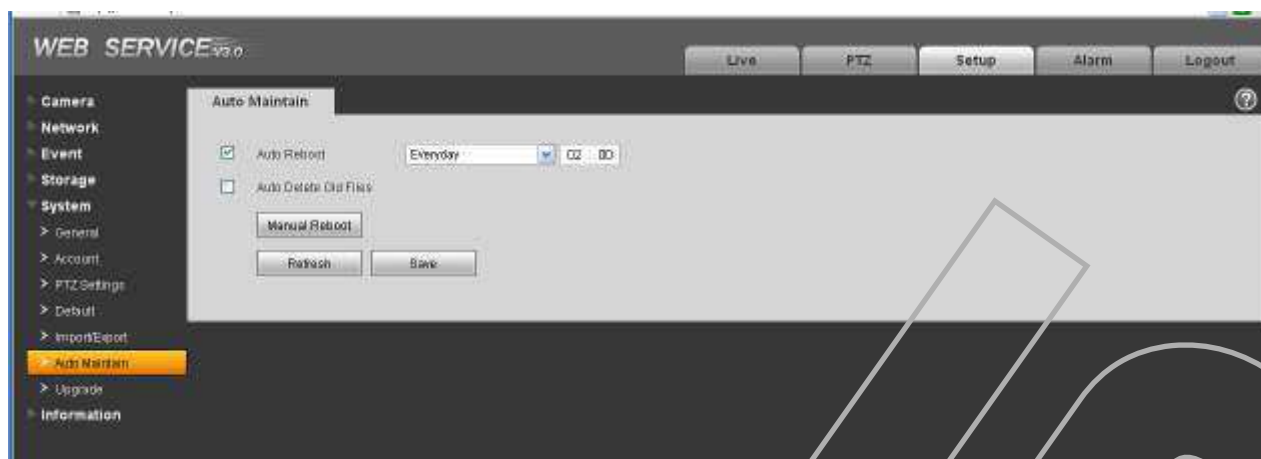 WEB SERVICE V3.0
Live
PTZ
Setup
Alarm
Logout
Camera
Network
Event
Storage
System
> General
> Account
> PTZ Settings
> Default
> Import/Export
> Auto Maintain
> Upgrade
Information
Auto Maintain
?
Auto Reboot
Everyday
02 : 00
Auto Delete Old Files
Manual Reboot
Refresh
Save